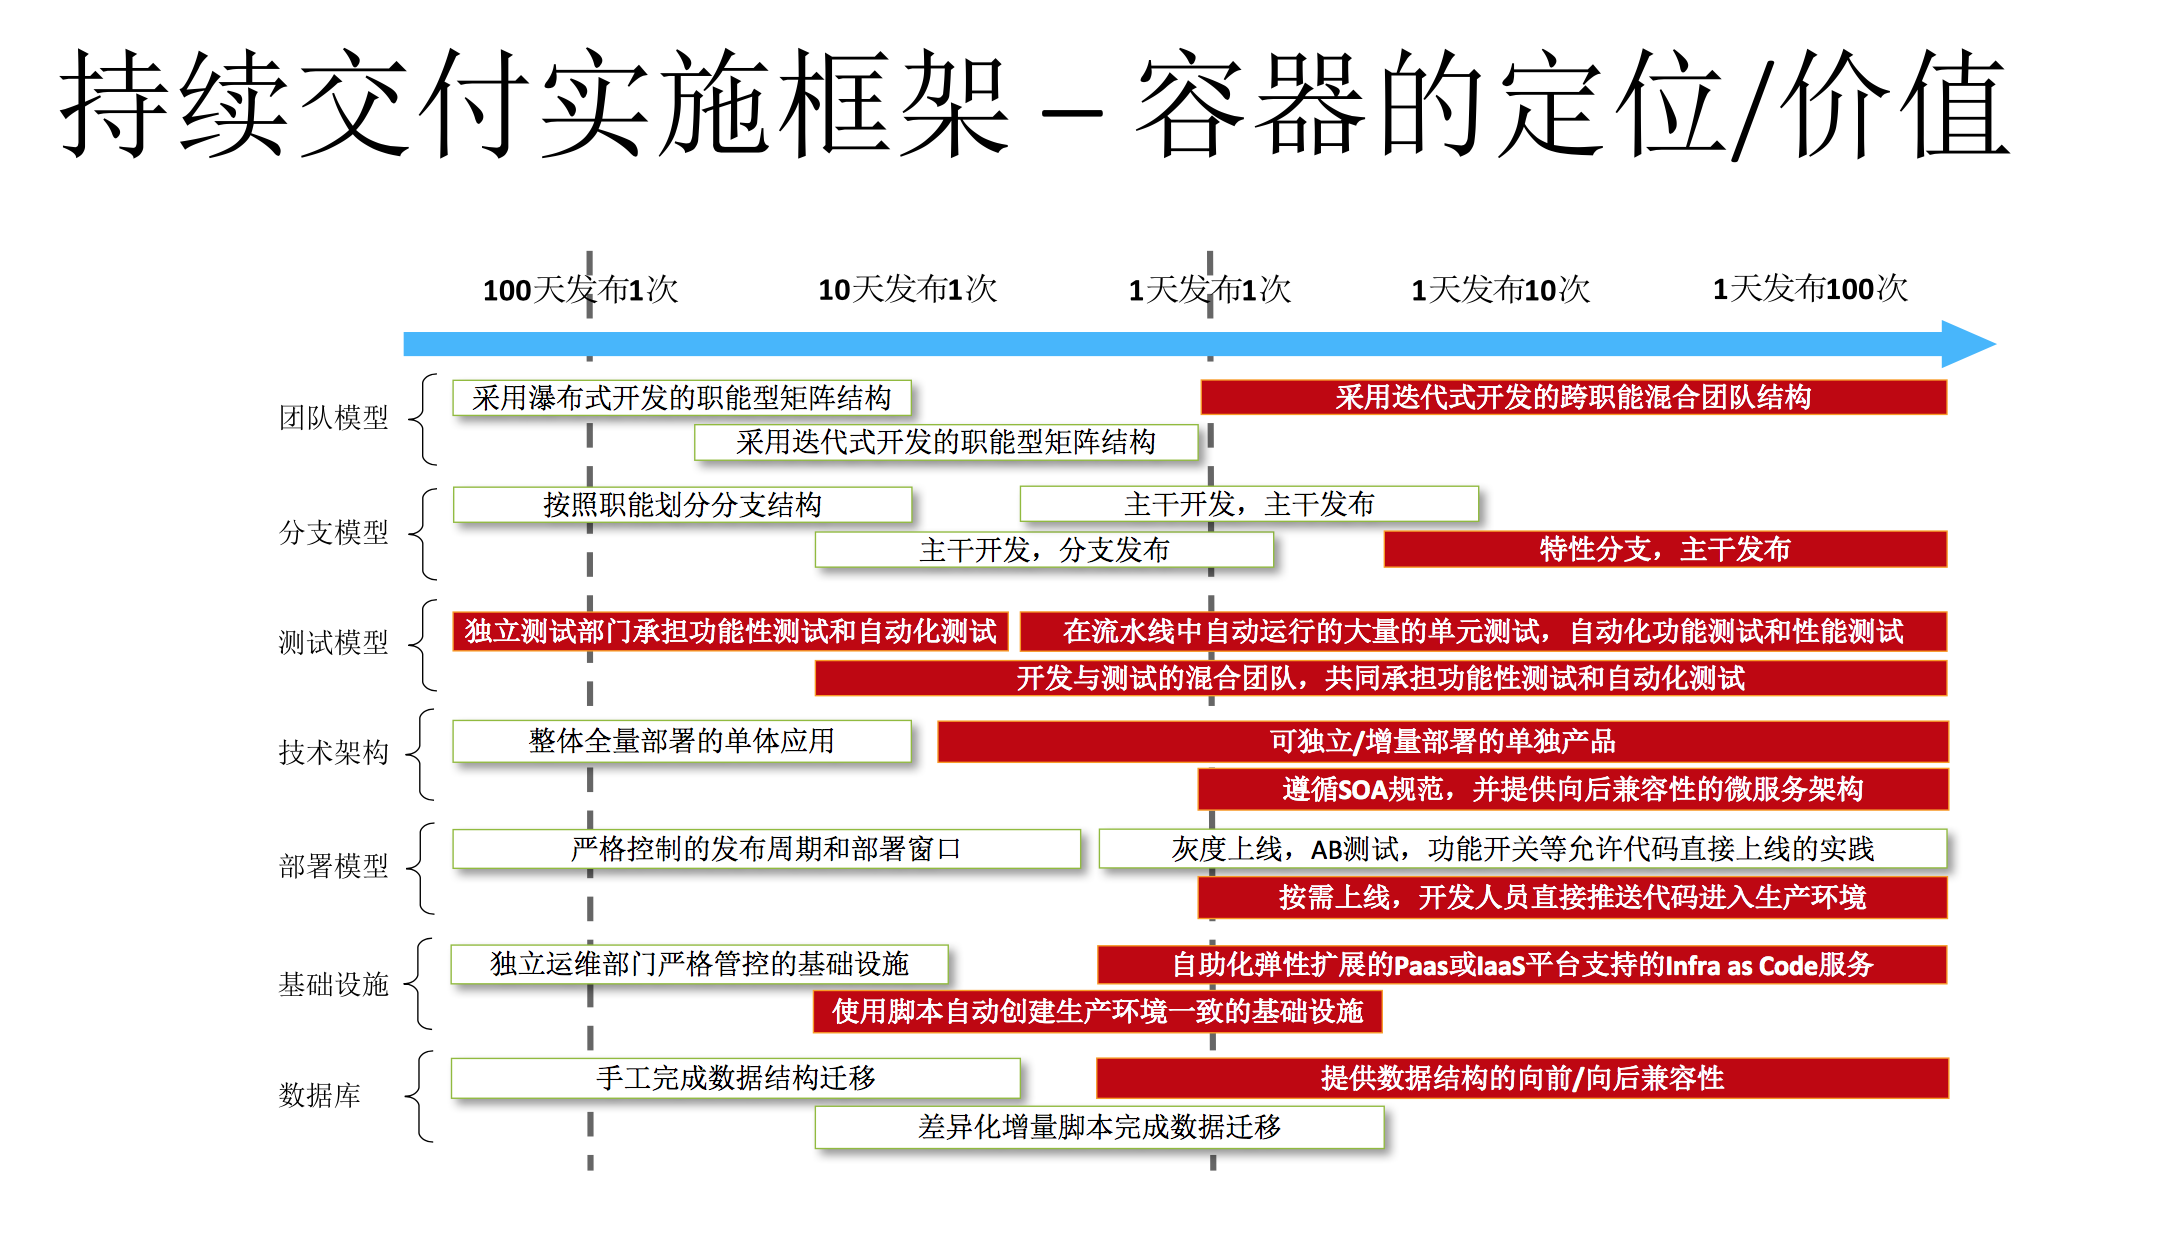 持续交付实施框架 – 容器的定位/价值
100天发布1次
10天发布1次
1天发布1次
1天发布10次
1天发布100次
团队模型
采用瀑布式开发的职能型矩阵结构
采用迭代式开发的跨职能混合团队结构
采用迭代式开发的职能型矩阵结构
分支模型
按照职能划分分支结构
主干开发，主干发布
主干开发，分支发布
特性分支，主干发布
测试模型
独立测试部门承担功能性测试和自动化测试
在流水线中自动运行的大量的单元测试，自动化功能测试和性能测试
开发与测试的混合团队，共同承担功能性测试和自动化测试
技术架构
整体全量部署的单体应用
可独立/增量部署的单独产品
遵循SOA规范，并提供向后兼容性的微服务架构
部署模型
严格控制的发布周期和部署窗口
灰度上线，AB测试，功能开关等允许代码直接上线的实践
按需上线，开发人员直接推送代码进入生产环境
基础设施
独立运维部门严格管控的基础设施
自助化弹性扩展的Paas或IaaS平台支持的Infra as Code服务
使用脚本自动创建生产环境一致的基础设施
数据库
手工完成数据结构迁移
提供数据结构的向前/向后兼容性
差异化增量脚本完成数据迁移